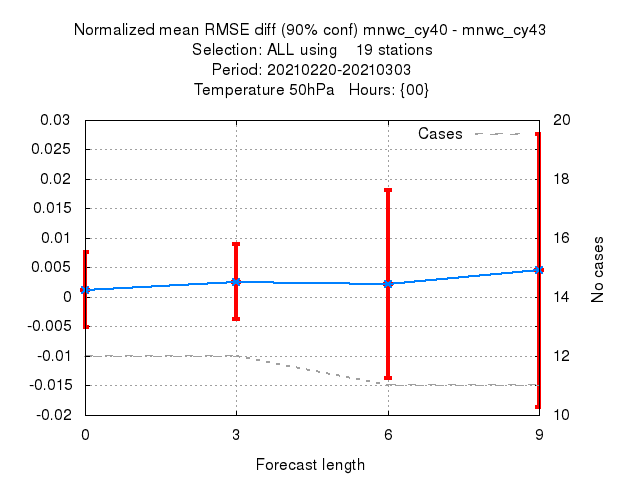 Normalized mean RMSE diff (90% conf) mnwc_cy40 - mnwc_cy43
Selection: ALL using 19 stations
Period: 20210220-20210303
Temperature 50hPa Hours: {00}
Cases
0.03
0.025
0.02
0.015
0.01
0.005
0
-0.005
-0.01
-0.015
-0.02
20
18
16
14
12
10
No cases
0 3 6 9
Forecast length